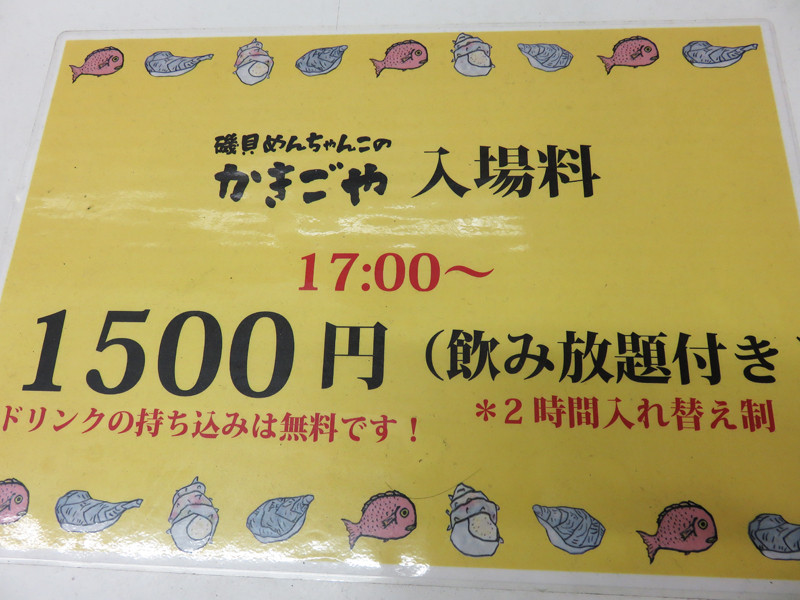 磯貝めんちゃんこの
かきごや 入場料
17:00～
1500円（飲み放題付き）
ドリンクの持ち込みは無料です！
＊2時間入れ替え制